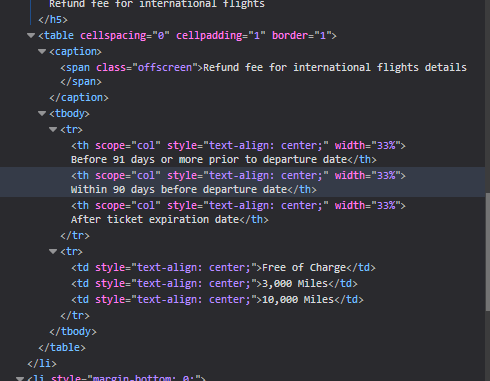 Refund fee for international flights
</h5>
<table cellspacing="0" cellpadding="1" border="1">
<caption>
<span class="offscreen">Refund fee for international flights details
</span>
</caption>
<tbody>
<tr>
<th scope="col" style="text-align: center;" width="33%">
Before 91 days or more prior to departure date</th>
<th scope="col" style="text-align: center;" width="33%">
Within 90 days before departure date</th>
<th scope="col" style="text-align: center;" width="33%">
After ticket expiration date</th>
</tr>
<tr>
<td style="text-align: center;">Free of Charge</td>
<td style="text-align: center;">3,000 Miles</td>
<td style="text-align: center;">10,000 Miles</td>
</tr>
</tbody>
</table>
</li>
<li style="margin-bottom: 0;">